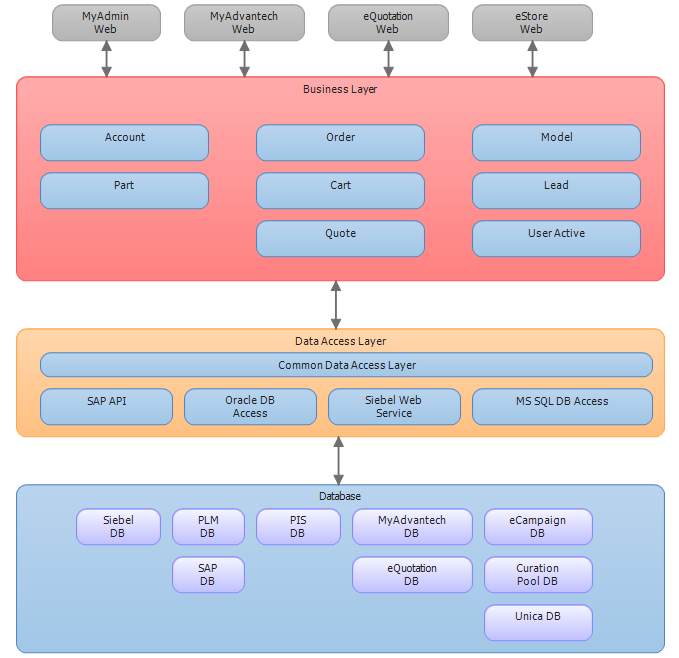 MyAdmin
Web
MyAdvantech
Web
eQuotation
Web
eStore
Web
Business Layer
Account
Order
Model
Part
Cart
Lead
Quote
User Active
Data Access Layer
Common Data Access Layer
SAP API
Oracle DB
Access
Siebel Web
Service
MS SQL DB Access
Database
Siebel
DB
PLM
DB
PIS
DB
MyAdvantech
DB
eCampaign
DB
SAP
DB
eQuotation
DB
Curation
Pool DB
Unica DB